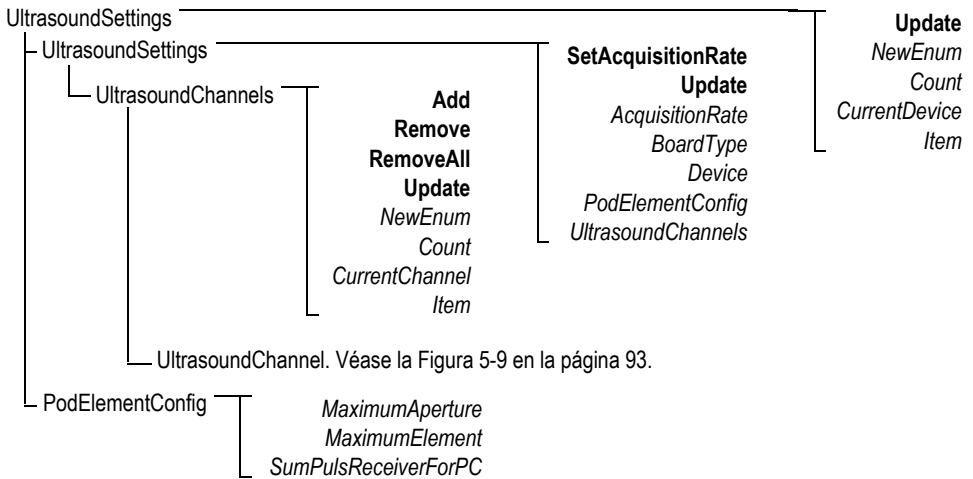 UltrasoundSettings
Update
NewEnum
Count
CurrentDevice
Item
UltrasoundSettings
SetAcquisitionRate
Update
AcquisitionRate
BoardType
Device
PodElementConfig
UltrasoundChannels
UltrasoundChannels
Add
Remove
RemoveAll
Update
NewEnum
Count
CurrentChannel
Item
UltrasoundChannel. Véase la Figura 5-9 en la página 93.
PodElementConfig
MaximumAperture
MaximumElement
SumPulsReceiverForPC